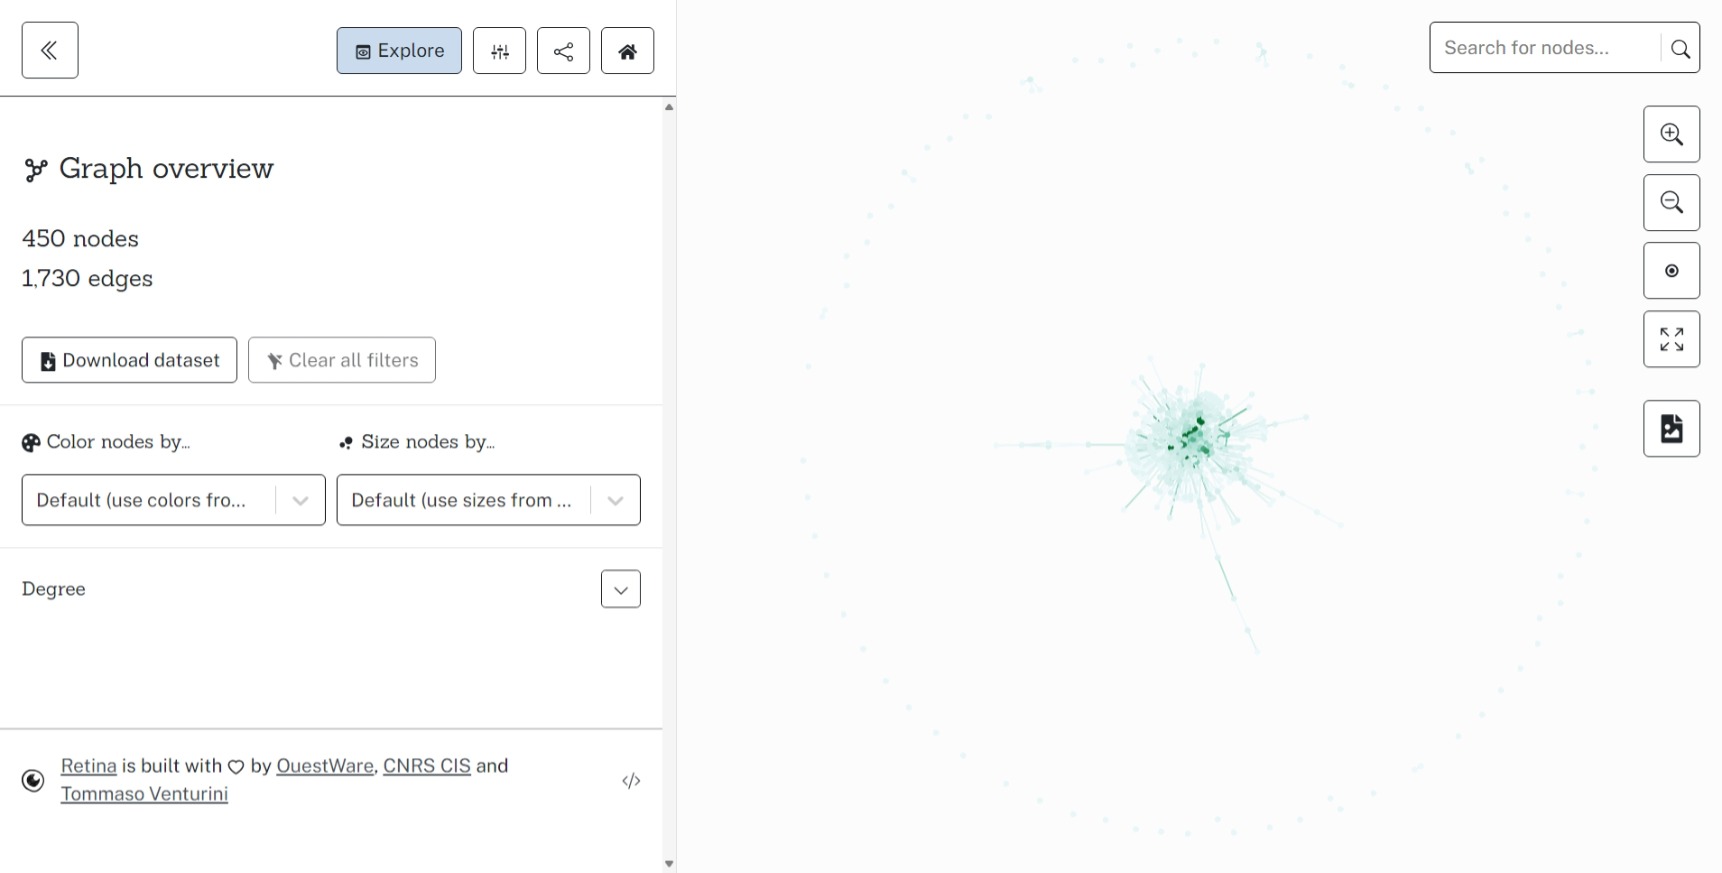 Explore
Search for nodes...
Graph overview
450 nodes
1,730 edges
Download dataset
Clear all filters
Color nodes by...
Size nodes by...
Default (use colors fro...
Default (use sizes from ...
Degree
Retina is built with ♡ by OuestWare, CNRS CIS and
Tommaso Venturini